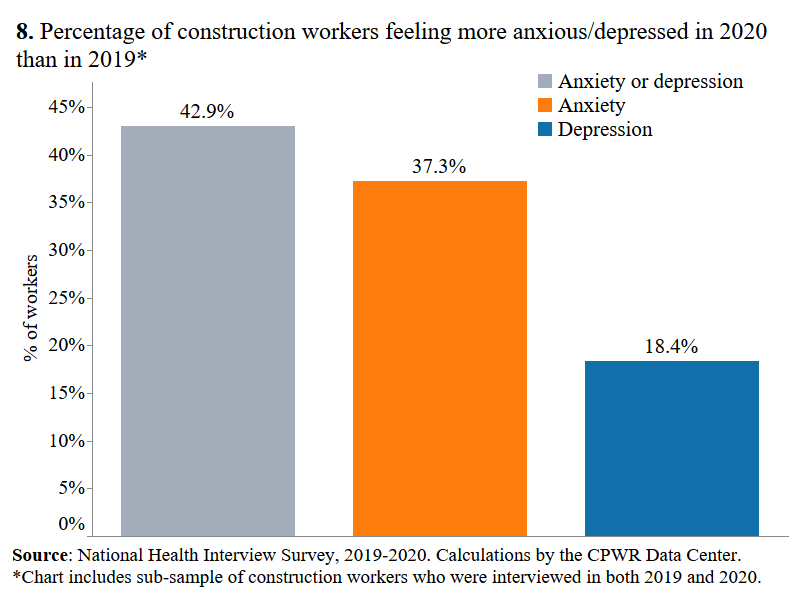 8. Percentage of construction workers feeling more anxious/depressed in 2020
than in 2019*
Anxiety or depression
Anxiety
Depression
42.9%
37.3%
18.4%
45%
40%
35%
30%
25%
20%
15%
10%
5%
0%
% of workers
Source: National Health Interview Survey, 2019-2020. Calculations by the CPWR Data Center.
*Chart includes sub-sample of construction workers who were interviewed in both 2019 and 2020.